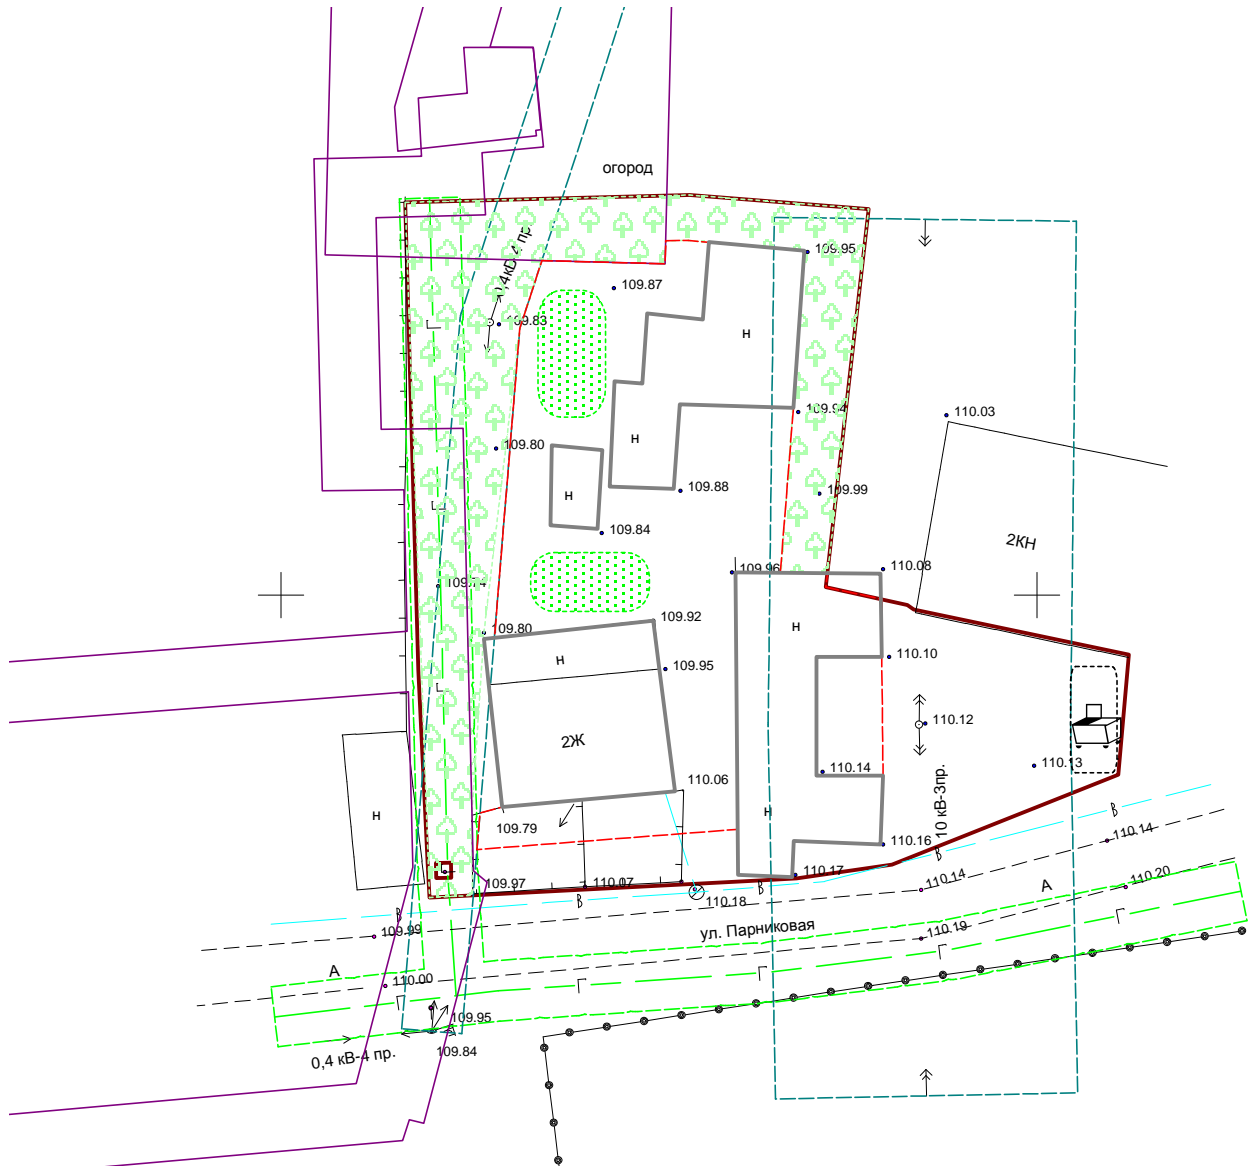 огород
0,4кВ-4 пр.
109.95
109.87
109.83
н
109.94
110.03
н
109.80
109.88
109.99
н
109.84
2КН
109.96
110.08
109.74
109.92
109.80
н
н
110.10
109.95
110.12
2Ж
110.13
110.14
110.06
10 кВ-3пр.
н
н
109.79
В
110.14
110.16
В
110.17
110.14
110.20
109.97
110.07
В
А
110.18
В
В
109.99
ул. Парниковая
110.19
Г
Г
А
110.00
Г
Г
Г
109.95
109.84
0,4 кВ-4 пр.